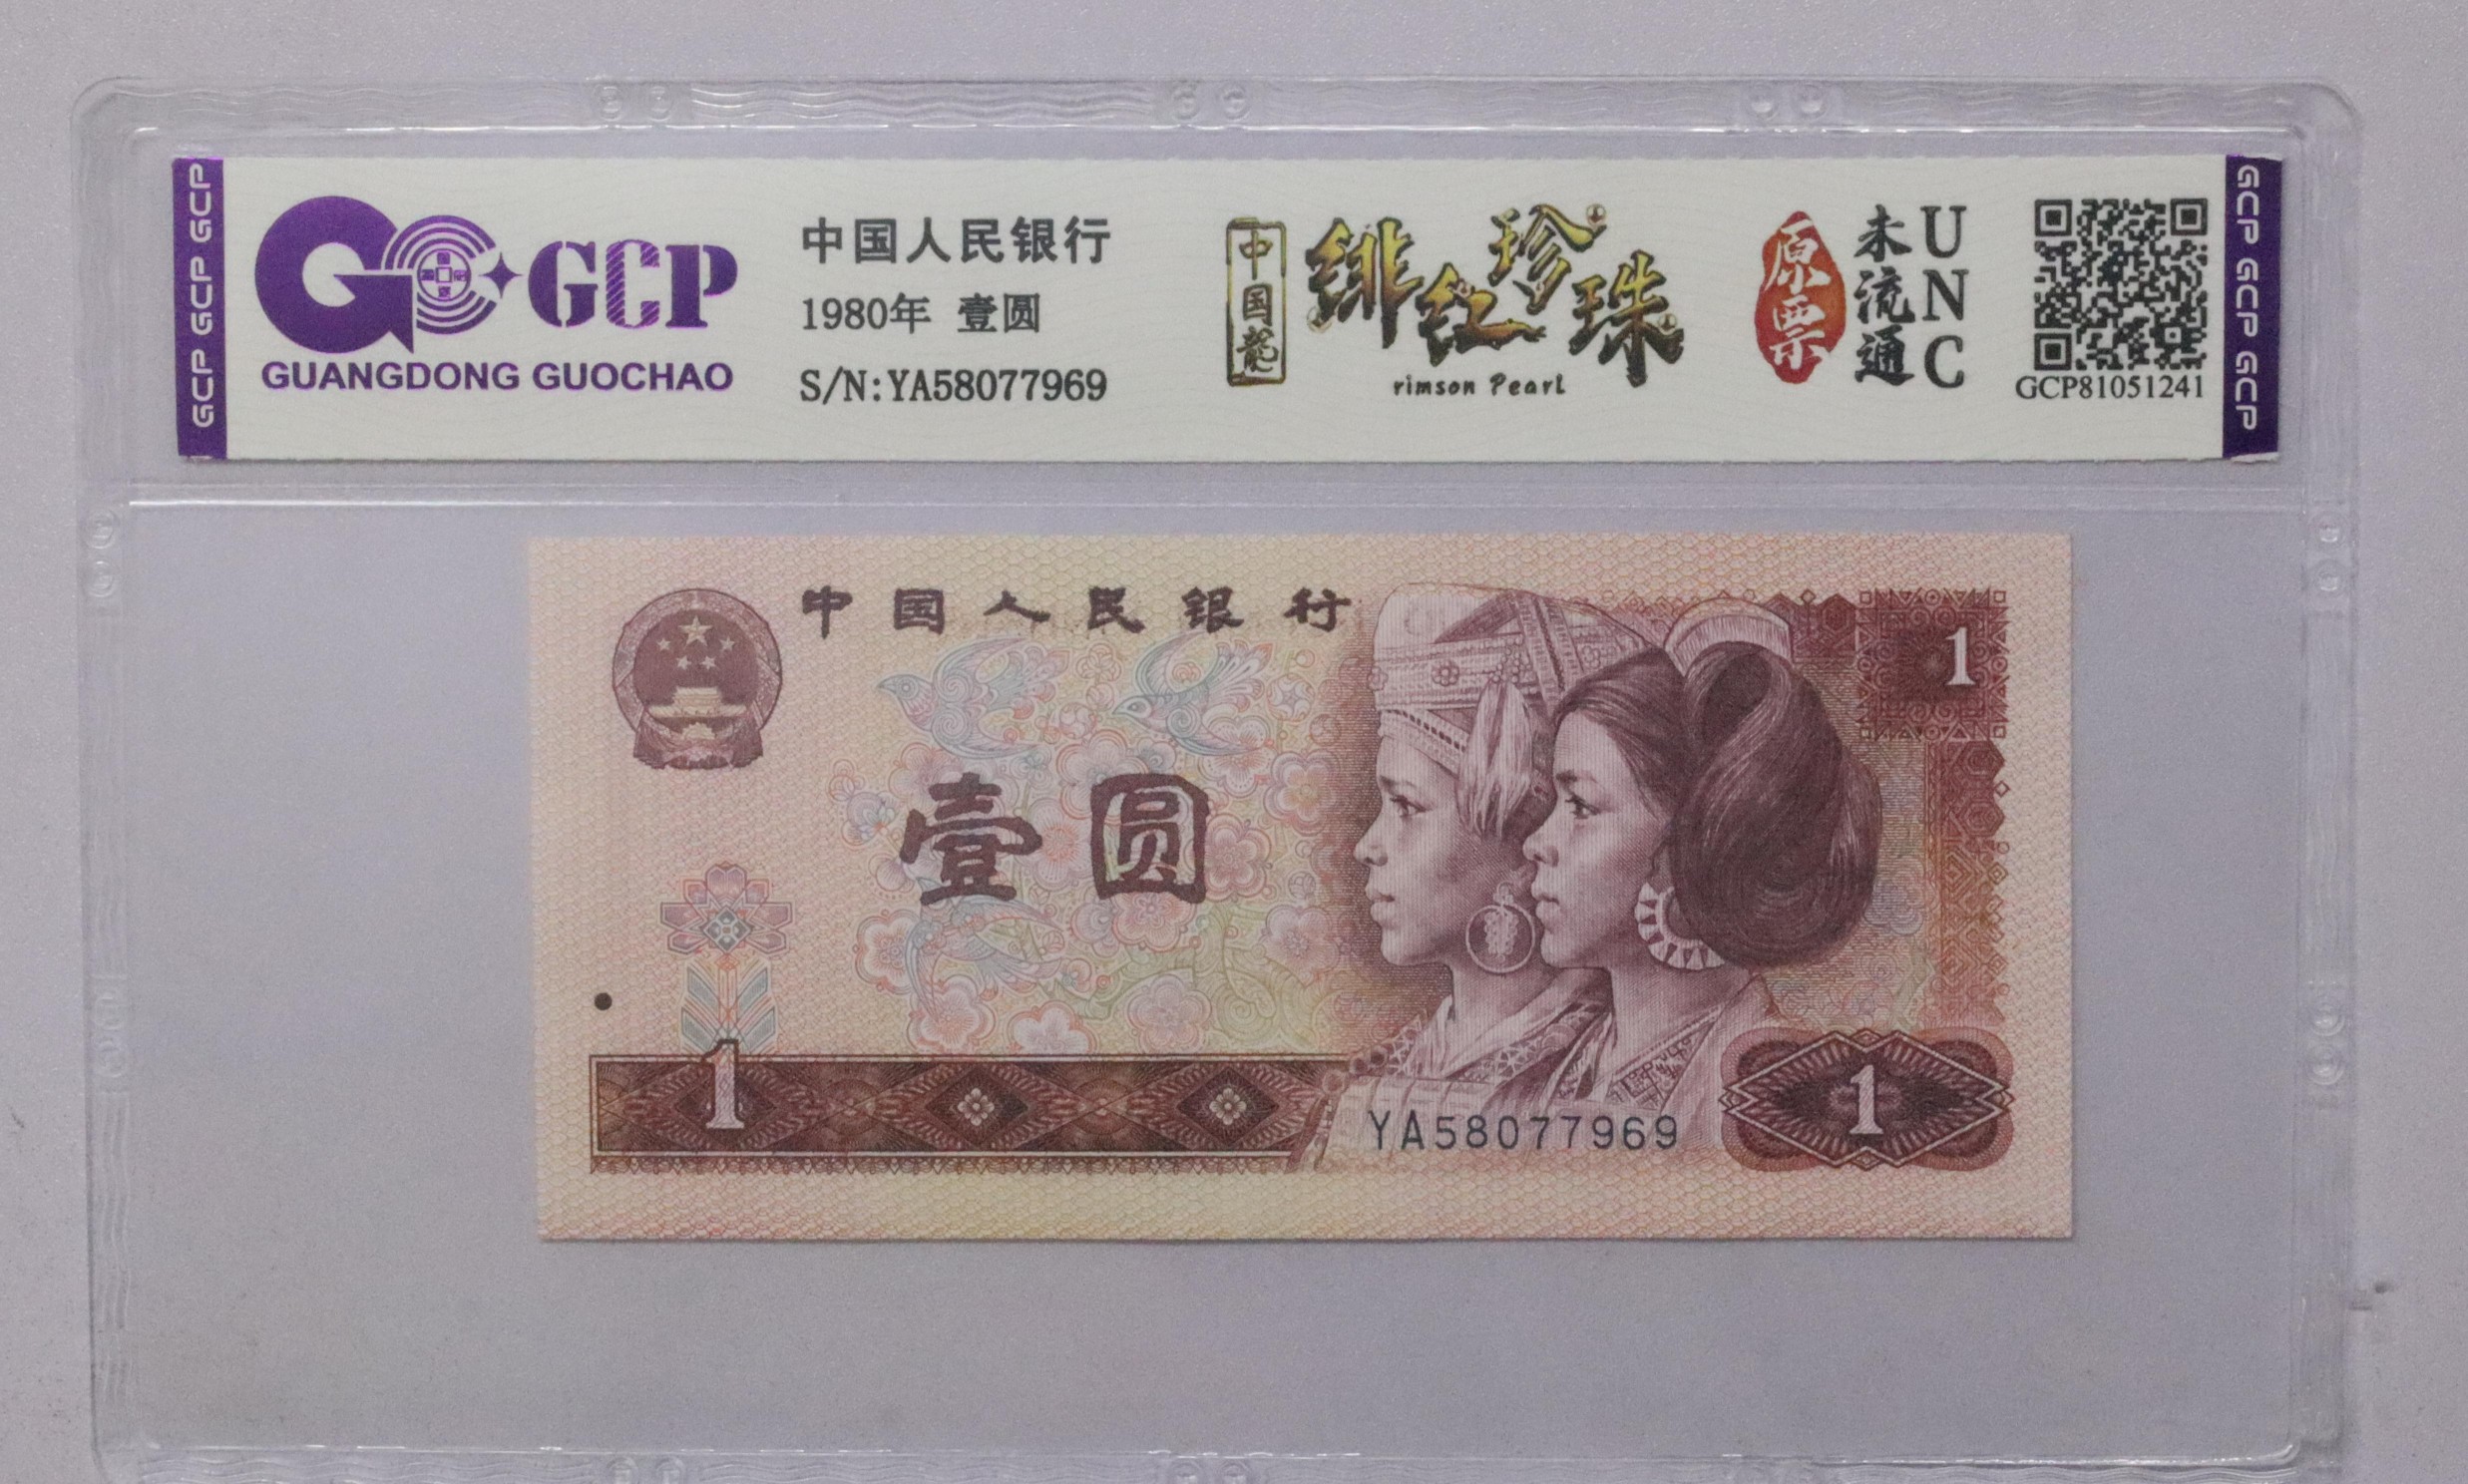 GCP GCP GCP
GCP
GUANGDONG GUOCHAO
中国人民银行
1980年 壹圆
S/N:YA58077969
中国龍
绯红珍珠
rimson Pearl
原票
未流通
UNC
GCP81051241
GCP GCP GCP
中国人民银行
1
壹圆
1
YA58077969
1